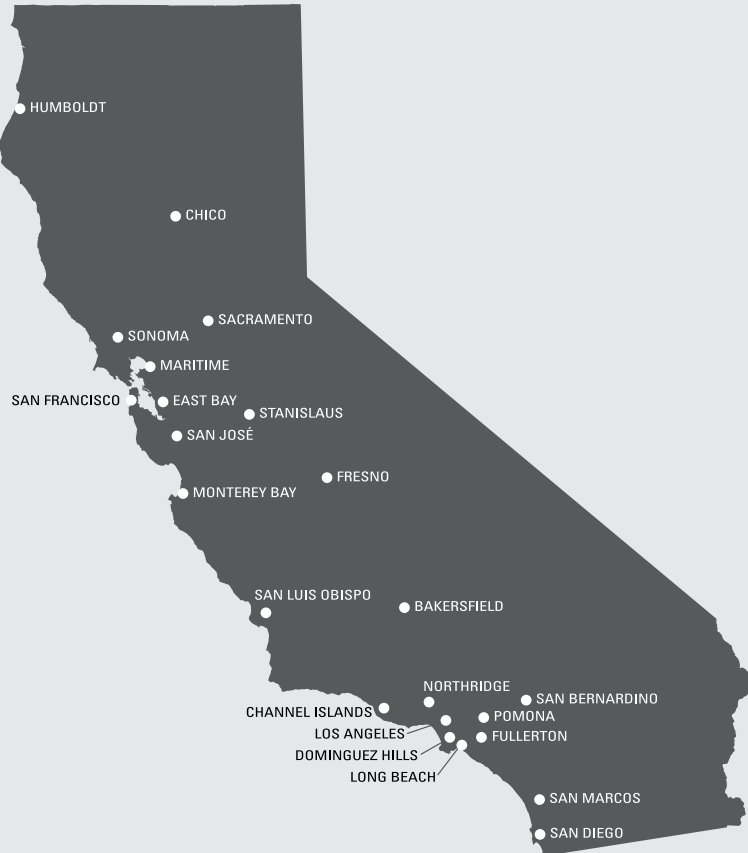 HUMBOLDT
CHICO
SACRAMENTO
SONOMA
MARITIME
SAN FRANCISCO
EAST BAY
STANISLAUS
SAN JOSÉ
FRESNO
MONTEREY BAY
SAN LUIS OBISPO
BAKERSFIELD
NORTHRIDGE
SAN BERNARDINO
CHANNEL ISLANDS
POMONA
LOS ANGELES
FULLERTON
DOMINGUEZ HILLS
LONG BEACH
SAN MARCOS
SAN DIEGO